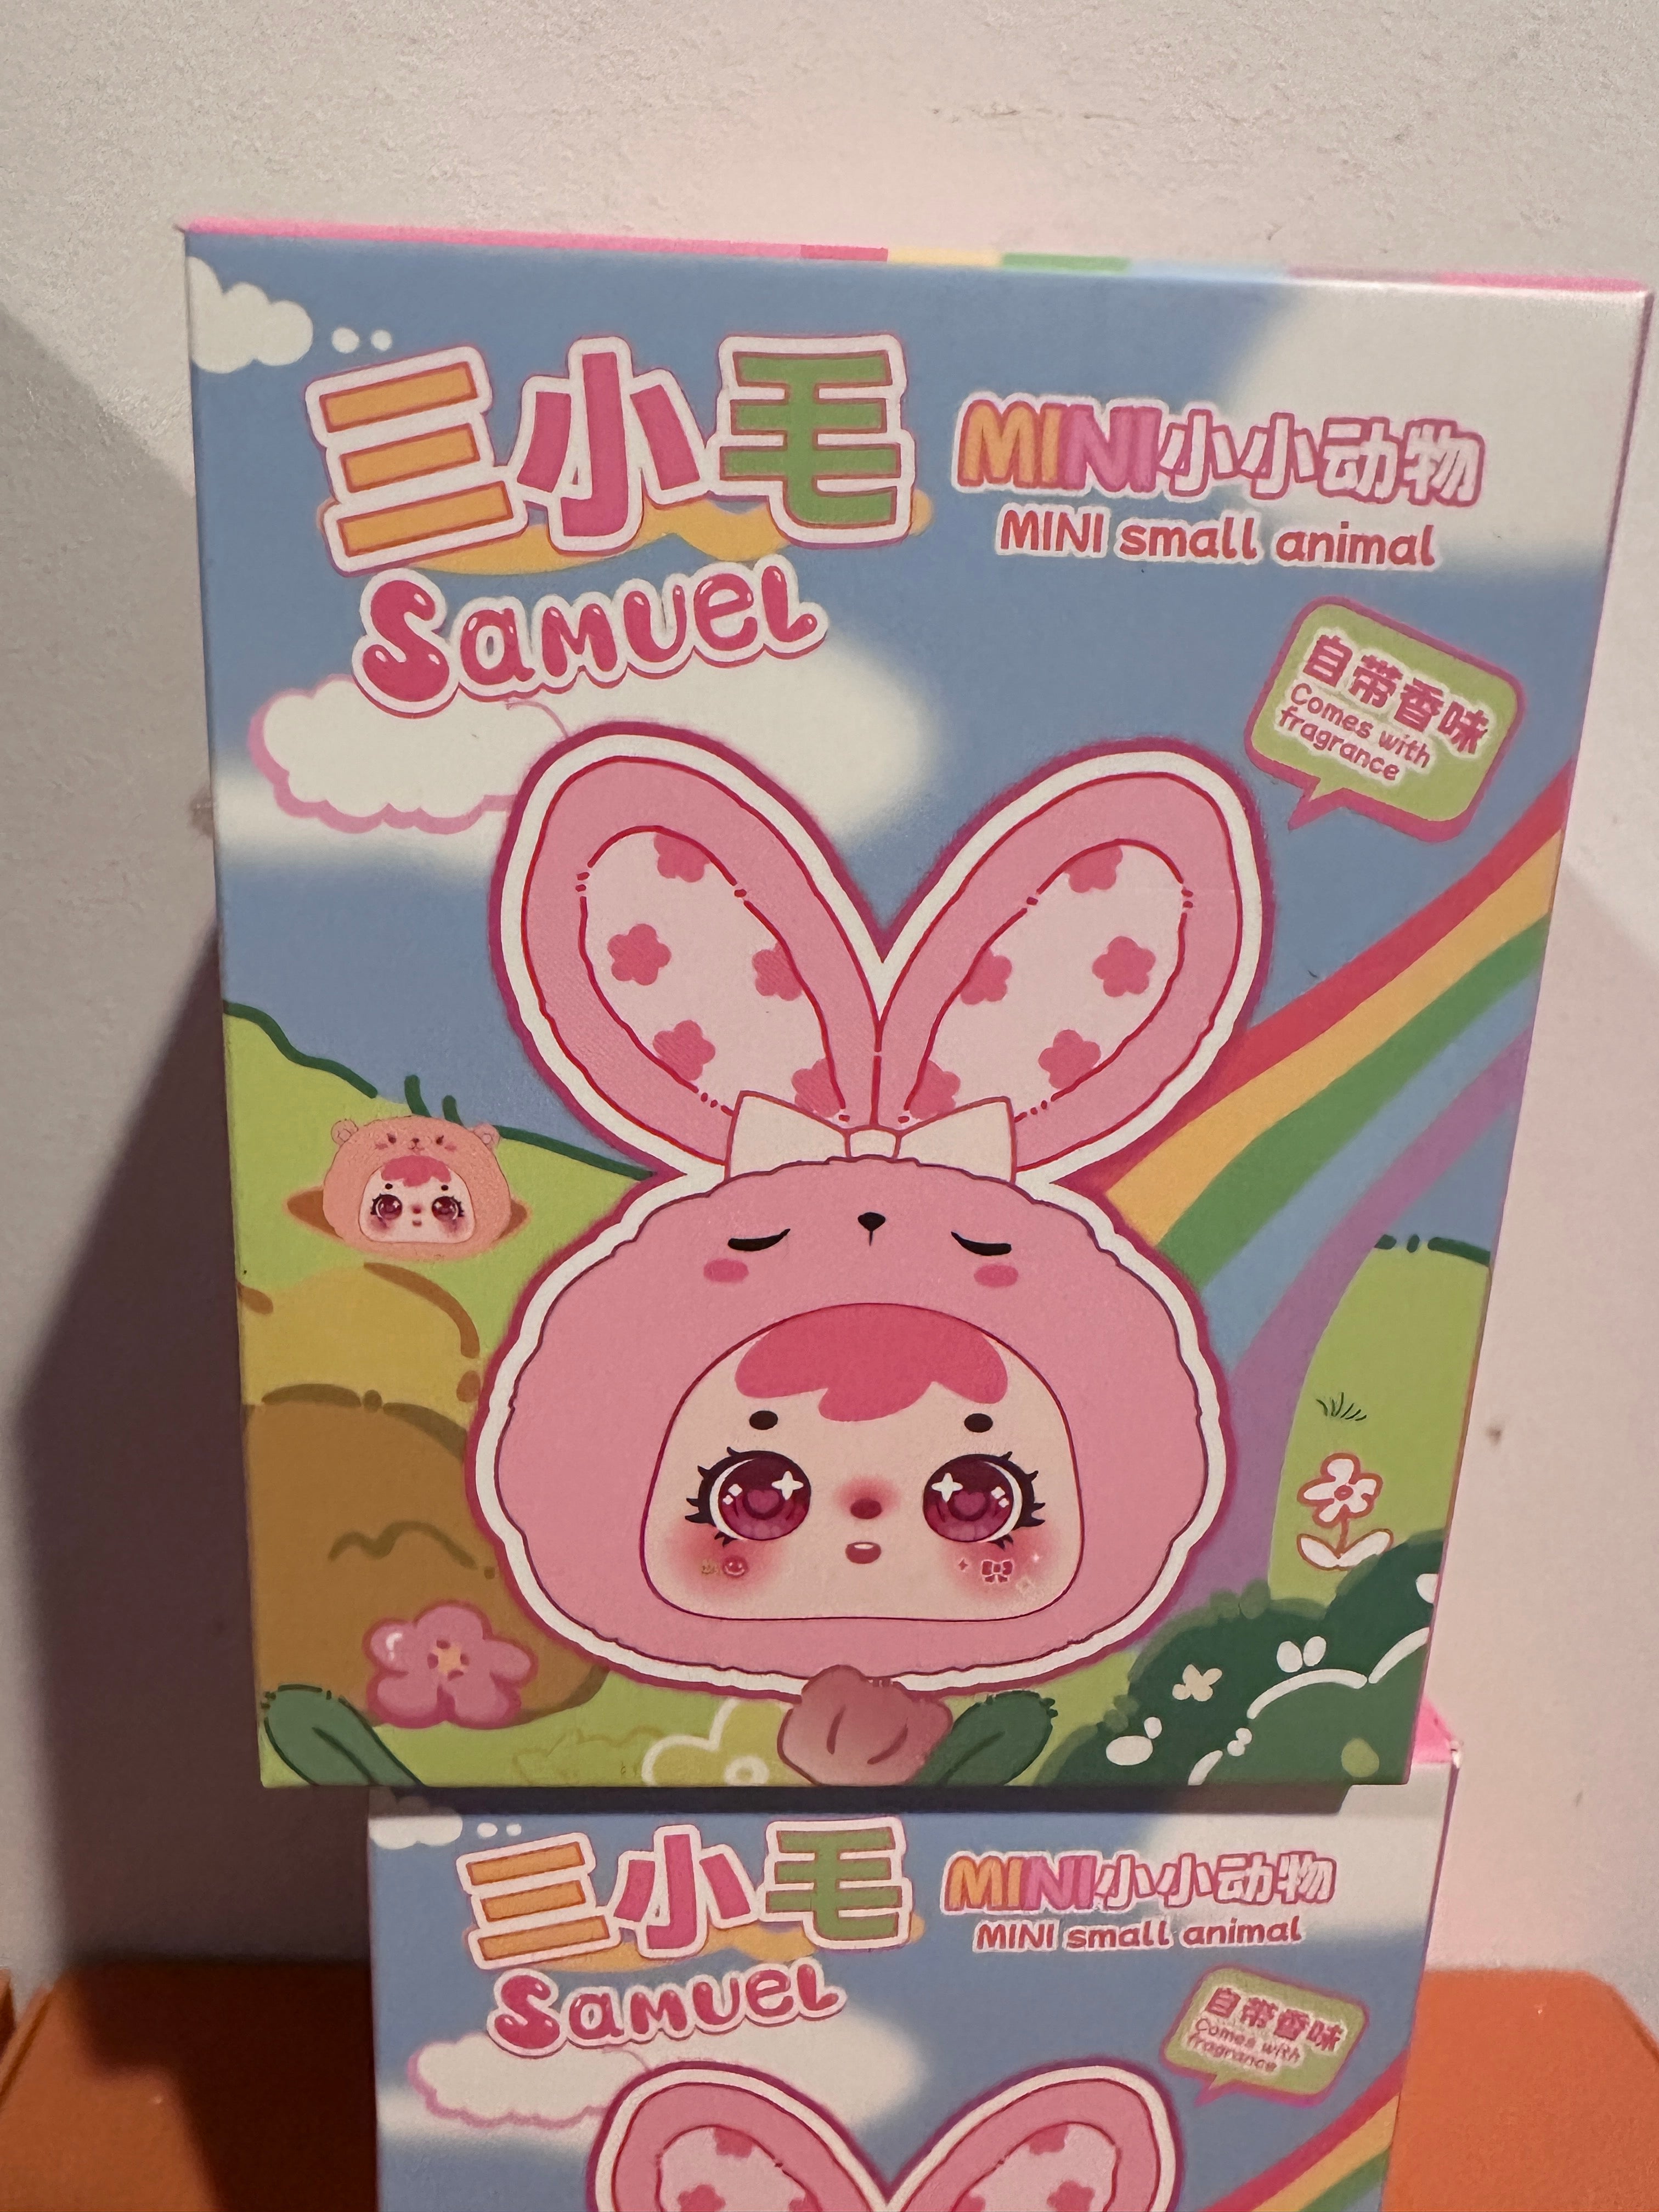 三小毛
MINI小小动物
MINI small animal
Samuel
自带香味
Comes with
fragrance
三小毛
MINI小小动物
MINI small animal
Samuel
自带香味
Comes with
fragrance